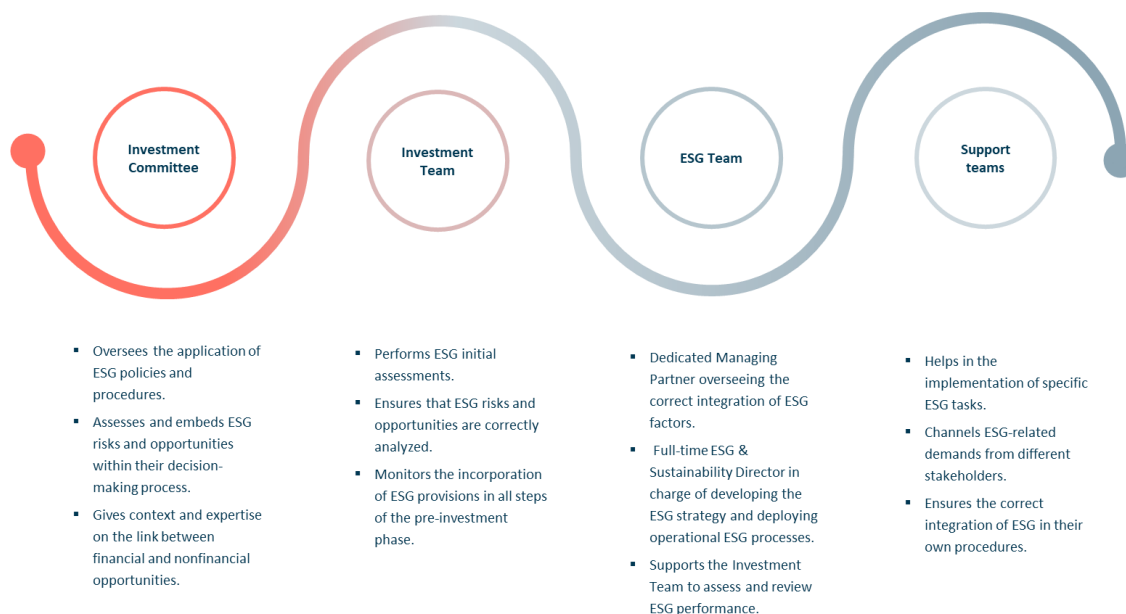 Investment
Committee
Investment
Team
ESG Team
Support
teams
▪ Oversees the application of
ESG policies and
procedures.
▪ Assesses and embeds ESG
risks and opportunities
within their decision-
making process.
▪ Gives context and expertise
on the link between
financial and nonfinancial
opportunities.
▪ Performs ESG initial
assessments.
▪ Ensures that ESG risks and
opportunities are correctly
analyzed.
▪ Monitors the incorporation
of ESG provisions in all steps
of the pre-investment
phase.
▪ Dedicated Managing
Partner overseeing the
correct integration of ESG
factors.
▪ Full-time ESG &
Sustainability Director in
charge of developing the
ESG strategy and deploying
operational ESG processes.
▪ Supports the Investment
Team to assess and review
ESG performance.
▪ Helps in the
implementation of specific
ESG tasks.
▪ Channels ESG-related
demands from different
stakeholders.
▪ Ensures the correct
integration of ESG in their
own procedures.